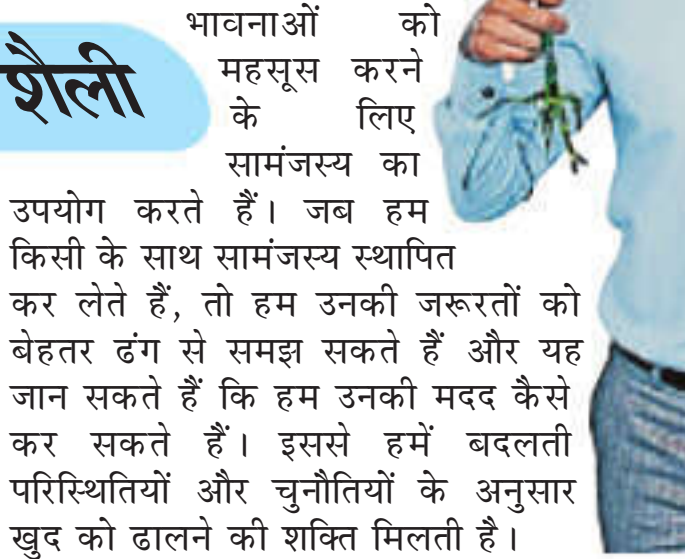 शैली
भावनाओं को
महसूस करने
के लिए
सामंजस्य का
उपयोग करते हैं। जब हम
किसी के साथ सामंजस्य स्थापित
कर लेते हैं, तो हम उनकी जरूरतों को
बेहतर ढंग से समझ सकते हैं और यह
जान सकते हैं कि हम उनकी मदद कैसे
कर सकते हैं। इससे हमें बदलती
परिस्थितियों और चुनौतियों के अनुसार
खुद को ढालने की शक्ति मिलती है।